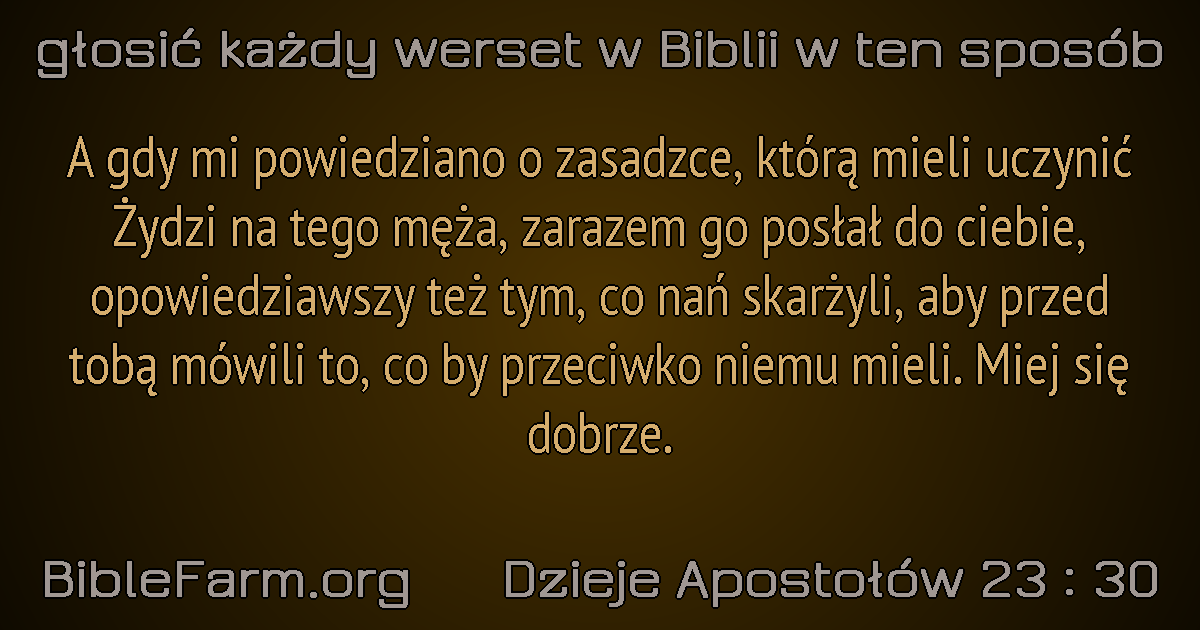 głosić każdy werset w Biblii w ten sposób
A gdy mi powiedziano o zasadzce, którą mieli uczynić
Żydzi na tego męża, zarazem go posłał do ciebie,
opowiedziawszy też tym, co nań skarżyli, aby przed
tobą mówili to, co by przeciwko niemu mieli. Miej się
dobrze.
BibleFarm.org Dzieje Apostołów 23 : 30